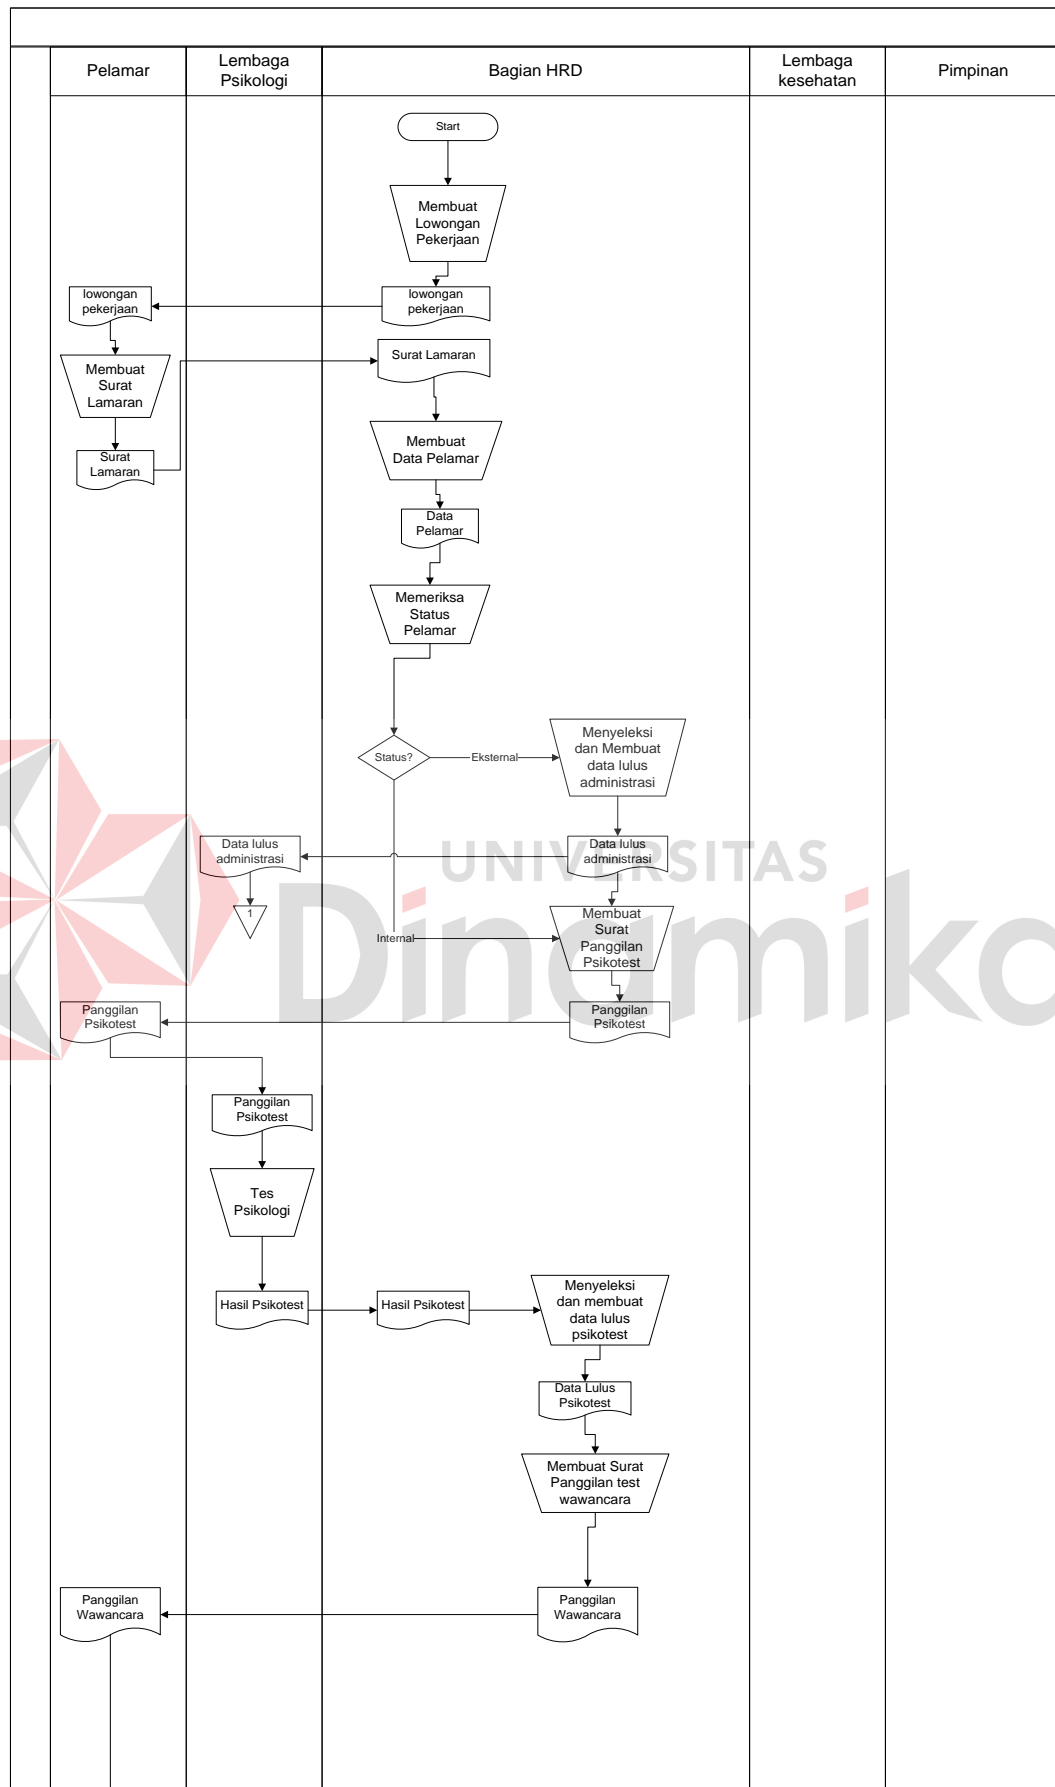 Pelamar
Lembaga
Psikologi
Bagian HRD
Lembaga
kesehatan
Pimpinan
Start
Membuat
Lowongan
Pekerjaan
lowongan
pekerjaan
lowongan
pekerjaan
Membuat
Surat
Lamaran
Surat Lamaran
Surat
Lamaran
Membuat
Data Pelamar
Data
Pelamar
Memeriksa
Status
Pelamar
Status?
Eksternal
Menyeleksi
dan Membuat
data lulus
administrasi
Data lulus
administrasi
Data lulus
administrasi
1
Internal
Membuat
Surat
Panggilan
Psikotest
Panggilan
Psikotest
Panggilan
Psikotest
Panggilan
Psikotest
Tes
Psikologi
Hasil Psikotest
Hasil Psikotest
Menyeleksi
dan membuat
data lulus
psikotest
Data Lulus
Psikotest
Membuat Surat
Panggilan test
wawancara
Panggilan
Wawancara
Panggilan
Wawancara
UNIVERSITAS
Dinamika